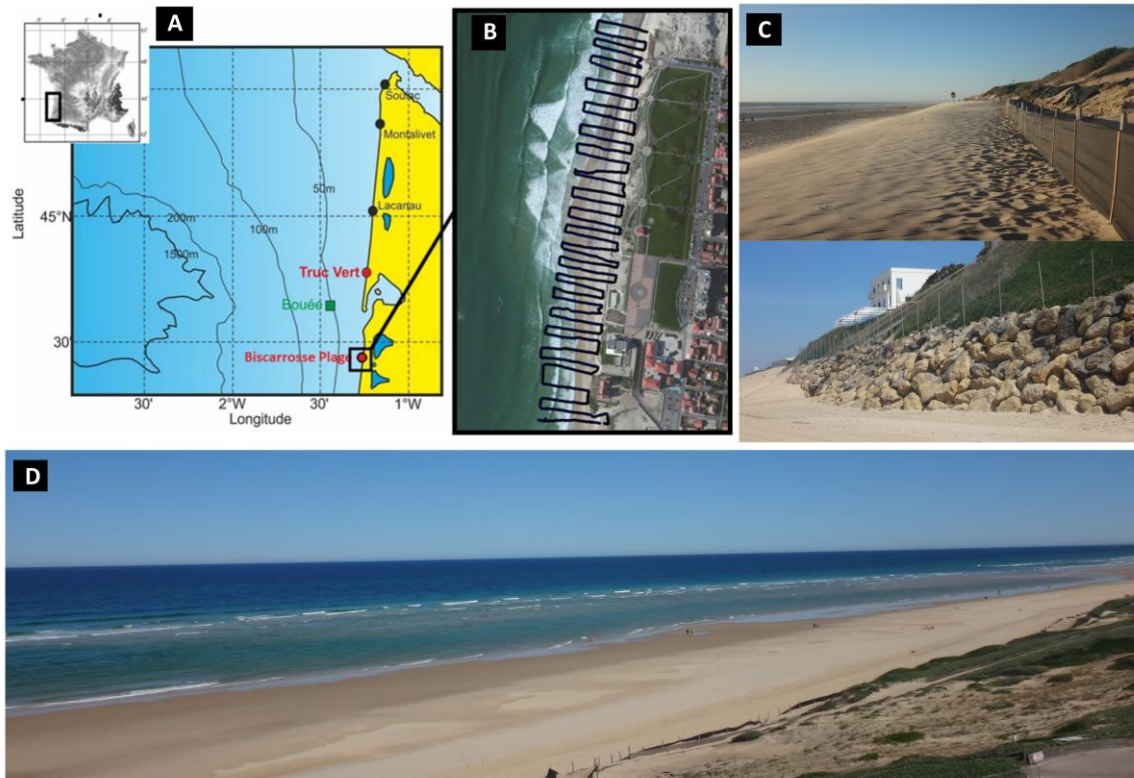 A
Soulac
Montalivet
50m
45°N
200m
100m
Lacanau
1500m
Latitude
Truc Vert
Bouée
30'
Biscarrosse Plage
30'
2°W
30'
1°W
Longitude
B
C
D